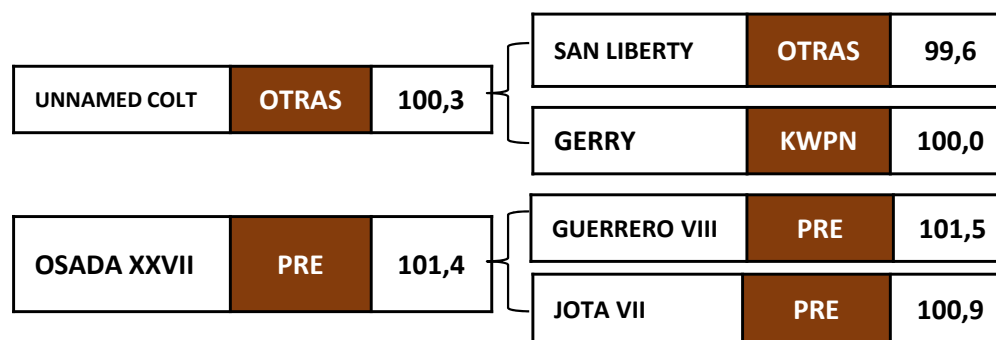 SAN LIBERTY OTRAS 99,6
UNNAMED COLT OTRAS 100,3
GERRY KWPN 100,0
GUERRERO VIII PRE 101,5
OSADA XXVII PRE 101,4
JOTA VII PRE 100,9